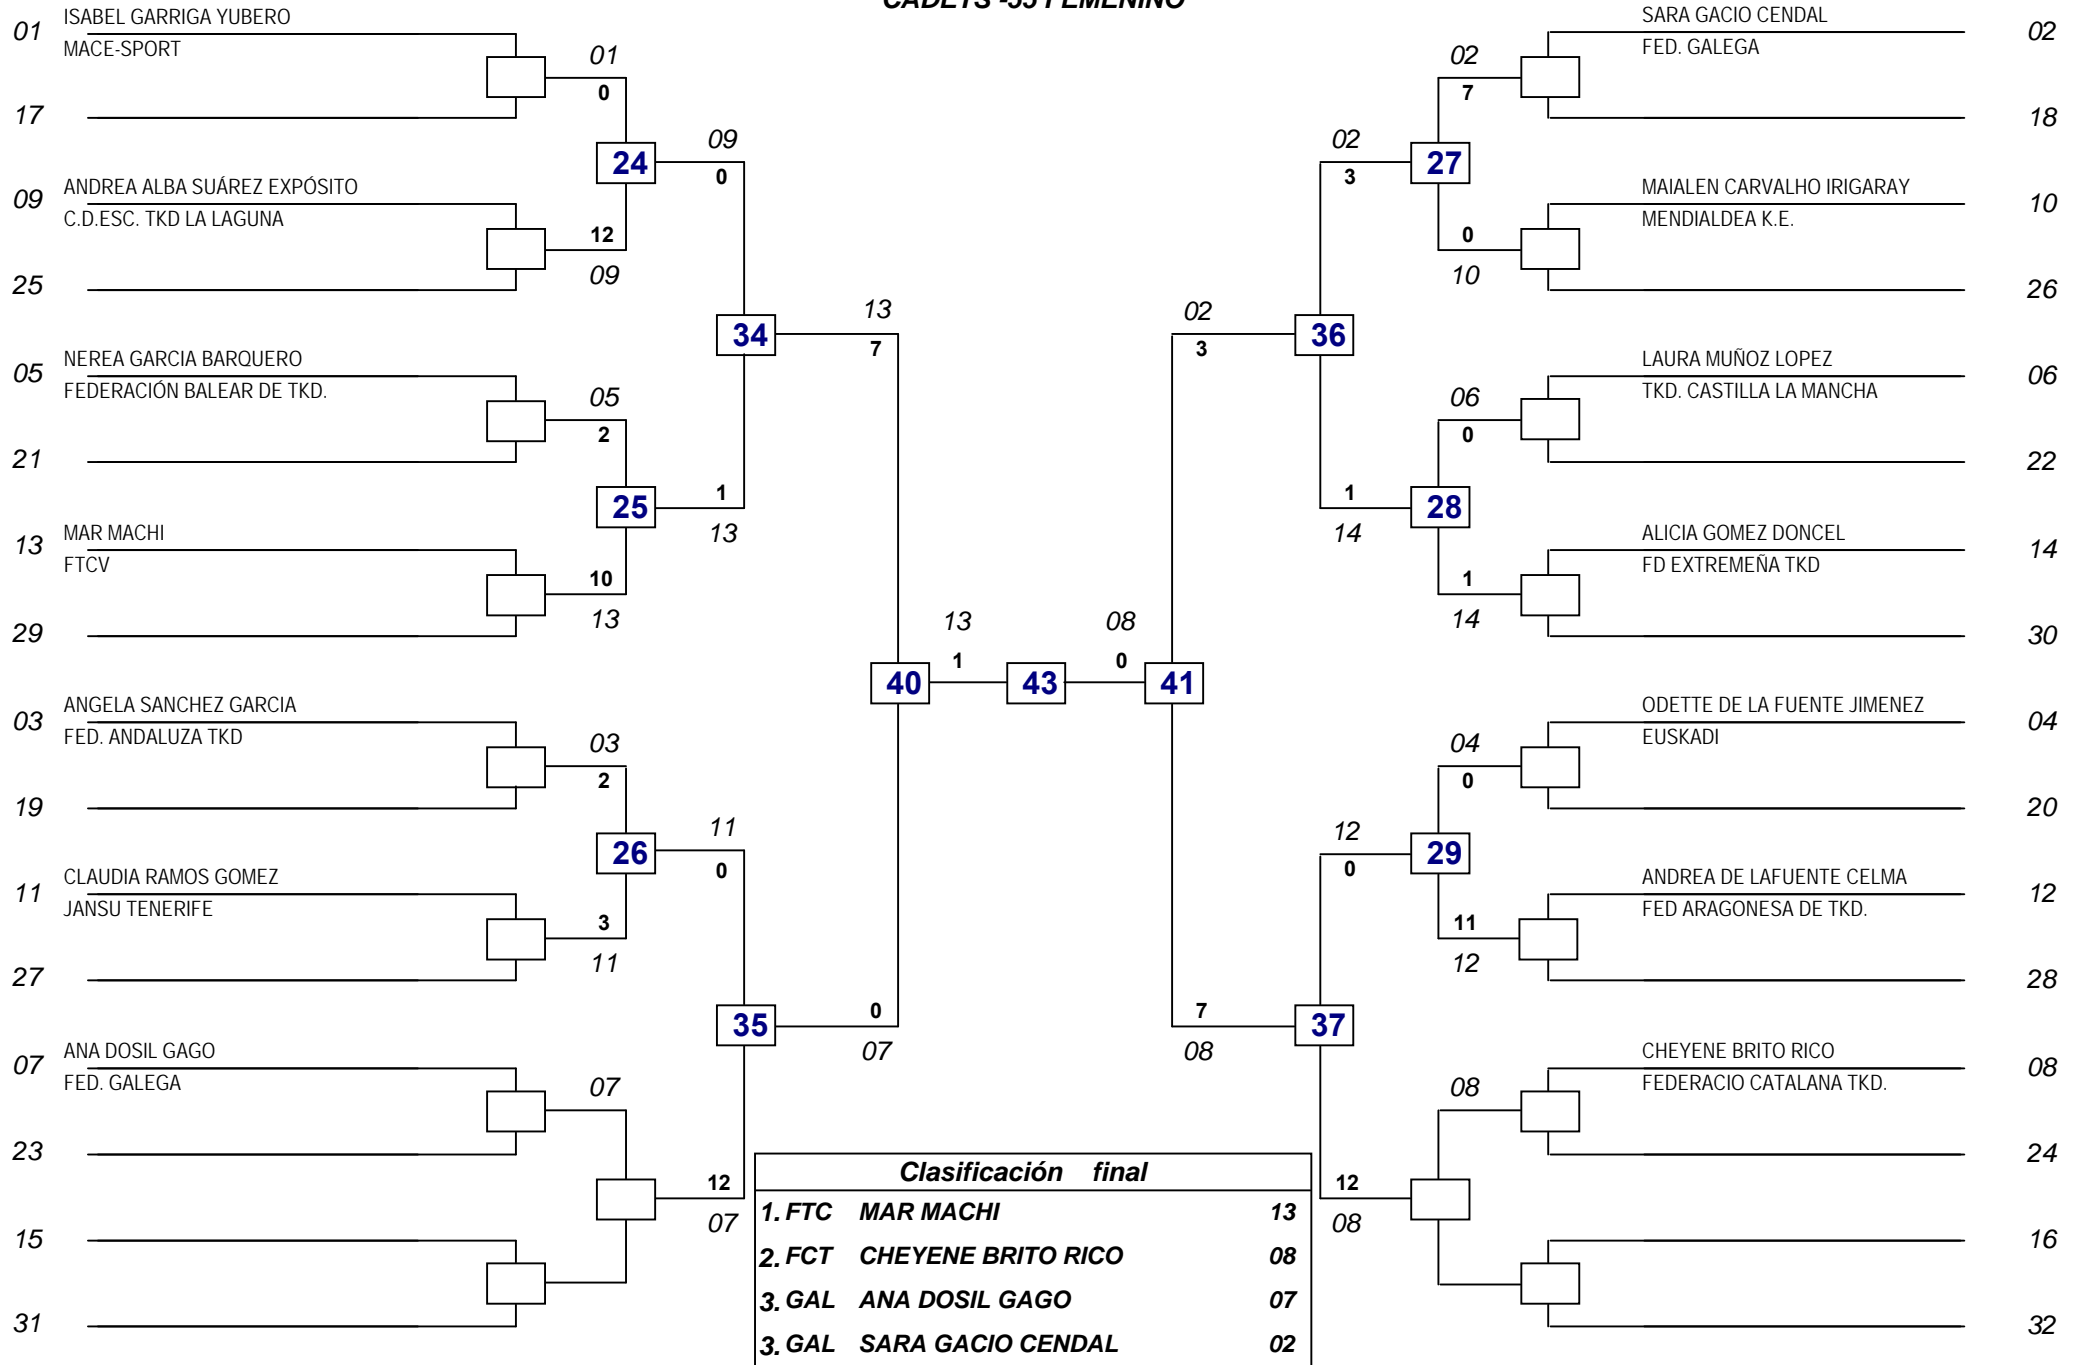 CADETS -55 FEMENINO
01 ISABEL GARRIGA YUBERO
MACE-SPORT
17
09 ANDREA ALBA SUÁREZ EXPÓSITO
C.D.ESC. TKD LA LAGUNA
25
05 NEREA GARCIA BARQUERO
FEDERACIÓN BALEAR DE TKD.
21
13 MAR MACHI
FTCV
29
03 ANGELA SANCHEZ GARCIA
FED. ANDALUZA TKD
19
11 CLAUDIA RAMOS GOMEZ
JANSU TENERIFE
27
07 ANA DOSIL GAGO
FED. GALEGA
23
15
31
01
0
24
12
09
05
2
25
10
13
03
2
26
3
11
07
09
0
34
1
13
11
0
35
12
07
13
7
40
0
07
13
1
43
08
0
41
02
3
7
08
02
3
36
1
14
12
0
37
12
08
02
7
27
0
10
06
0
28
1
14
04
0
29
11
12
08
SARA GACIO CENDAL 02
FED. GALEGA
18
MAIALEN CARVALHO IRIGARAY 10
MENDIALDEA K.E.
26
LAURA MUÑOZ LOPEZ 06
TKD. CASTILLA LA MANCHA
22
ALICIA GOMEZ DONCEL 14
FD EXTREMEÑA TKD
30
ODETTE DE LA FUENTE JIMENEZ 04
EUSKADI
20
ANDREA DE LAFUENTE CELMA 12
FED ARAGONESA DE TKD.
28
CHEYENE BRITO RICO 08
FEDERACIO CATALANA TKD.
24
16
32
Clasificación final
1. FTC MAR MACHI 13
2. FCT CHEYENE BRITO RICO 08
3. GAL ANA DOSIL GAGO 07
3. GAL SARA GACIO CENDAL 02